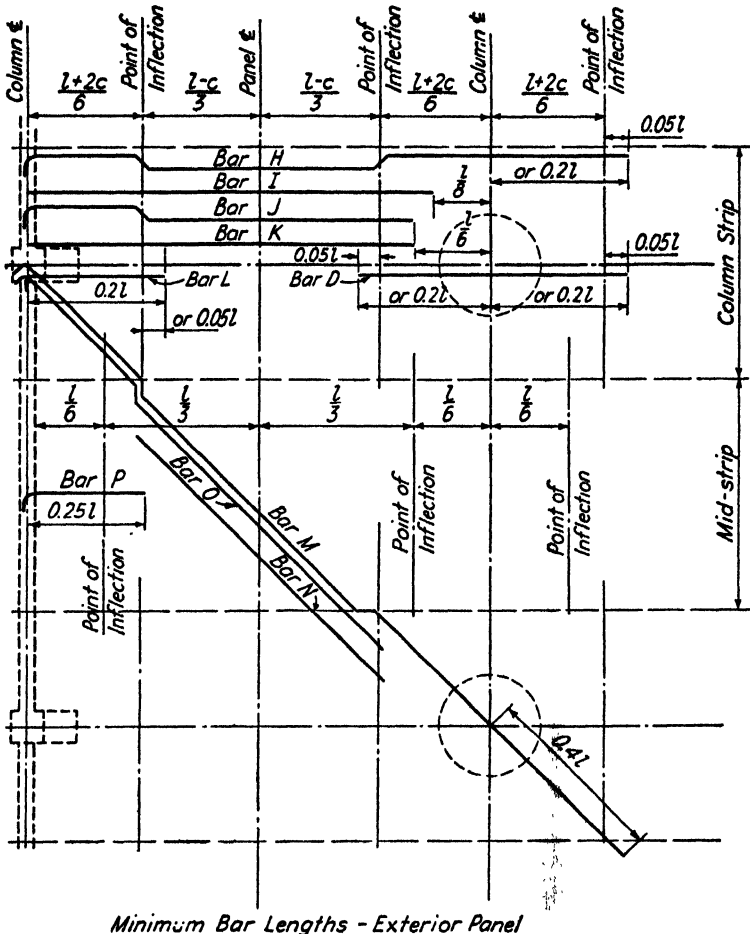 Column ℄
Point of
Inflection
Panel ℄
Point of
Inflection
Column ℄
Point of
Inflection
l+2c
6
l-c
3
l-c
3
l+2c
6
l+2c
6
0.05l
Bar H
or 0.2l
Bar I
l
8
Bar J
Bar K
l
6
0.05l
0.05l
Bar L
Bar D
0.2l
or 0.2l
or 0.2l
or 0.05l
Column Strip
l
6
l
3
l
3
l
6
l
6
Bar P
0.25l
Bar O
Bar M
Bar N
Point of
Inflection
Point of
Inflection
Point of
Inflection
Mid-strip
0.4l
Minimum Bar Lengths - Exterior Panel